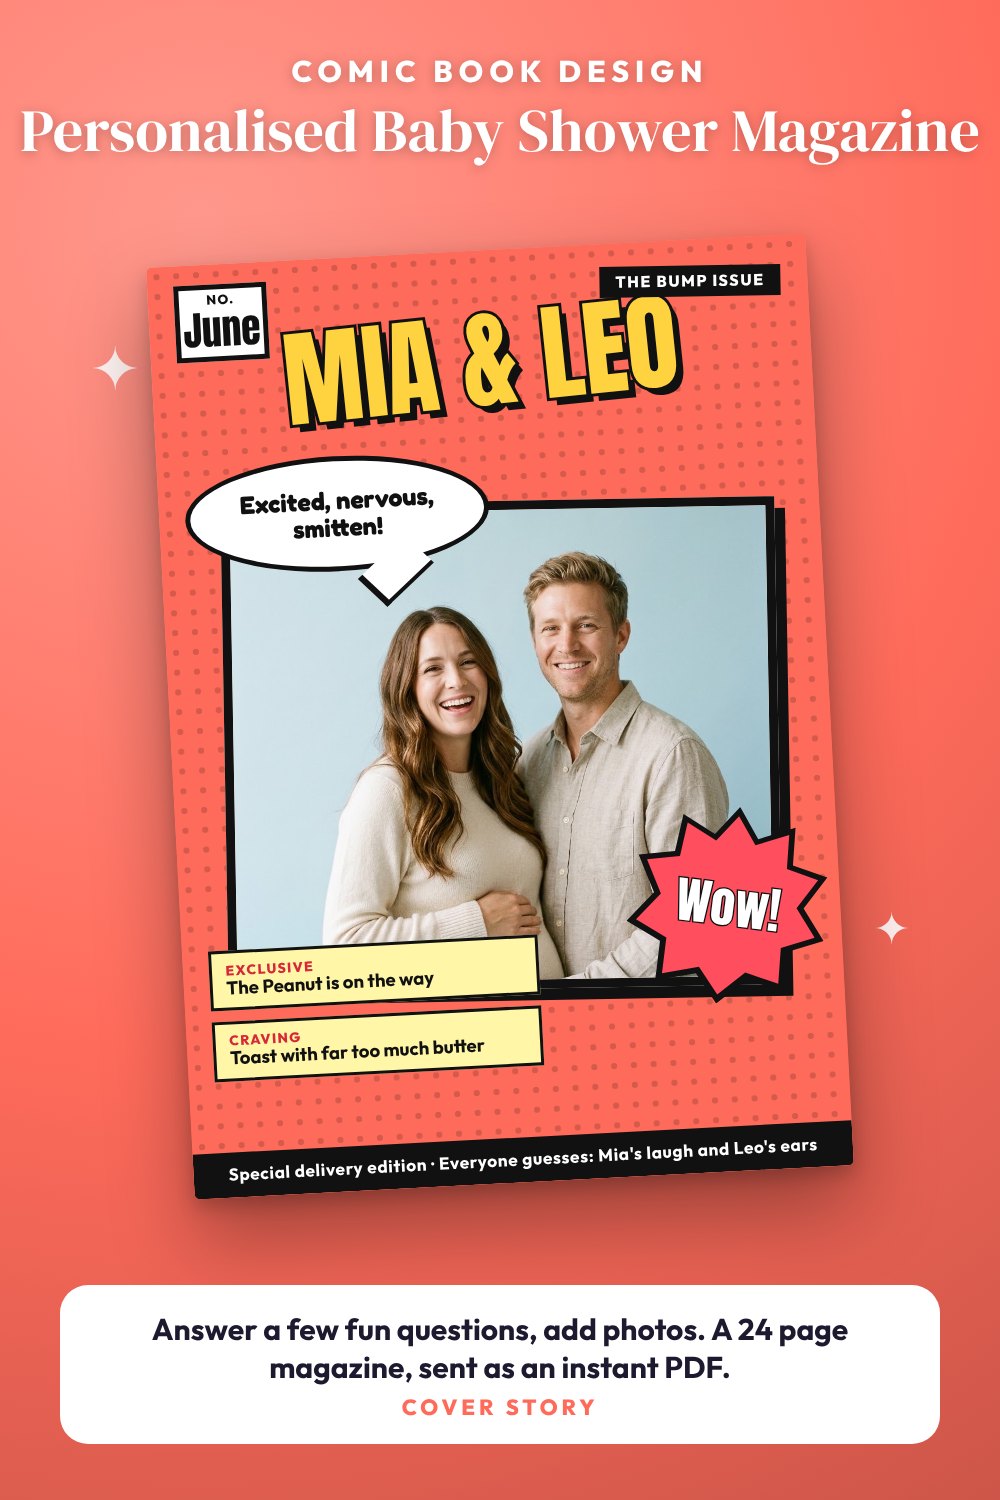 COMIC BOOK DESIGN
Personalised Baby Shower Magazine
THE BUMP ISSUE
NO.
June
MIA & LEO
Excited, nervous,
smitten!
Wow!
EXCLUSIVE
The Peanut is on the way
CRAVING
Toast with far too much butter
Special delivery edition · Everyone guesses: Mia's laugh and Leo's ears
Answer a few fun questions, add photos. A 24 page
magazine, sent as an instant PDF.
COVER STORY